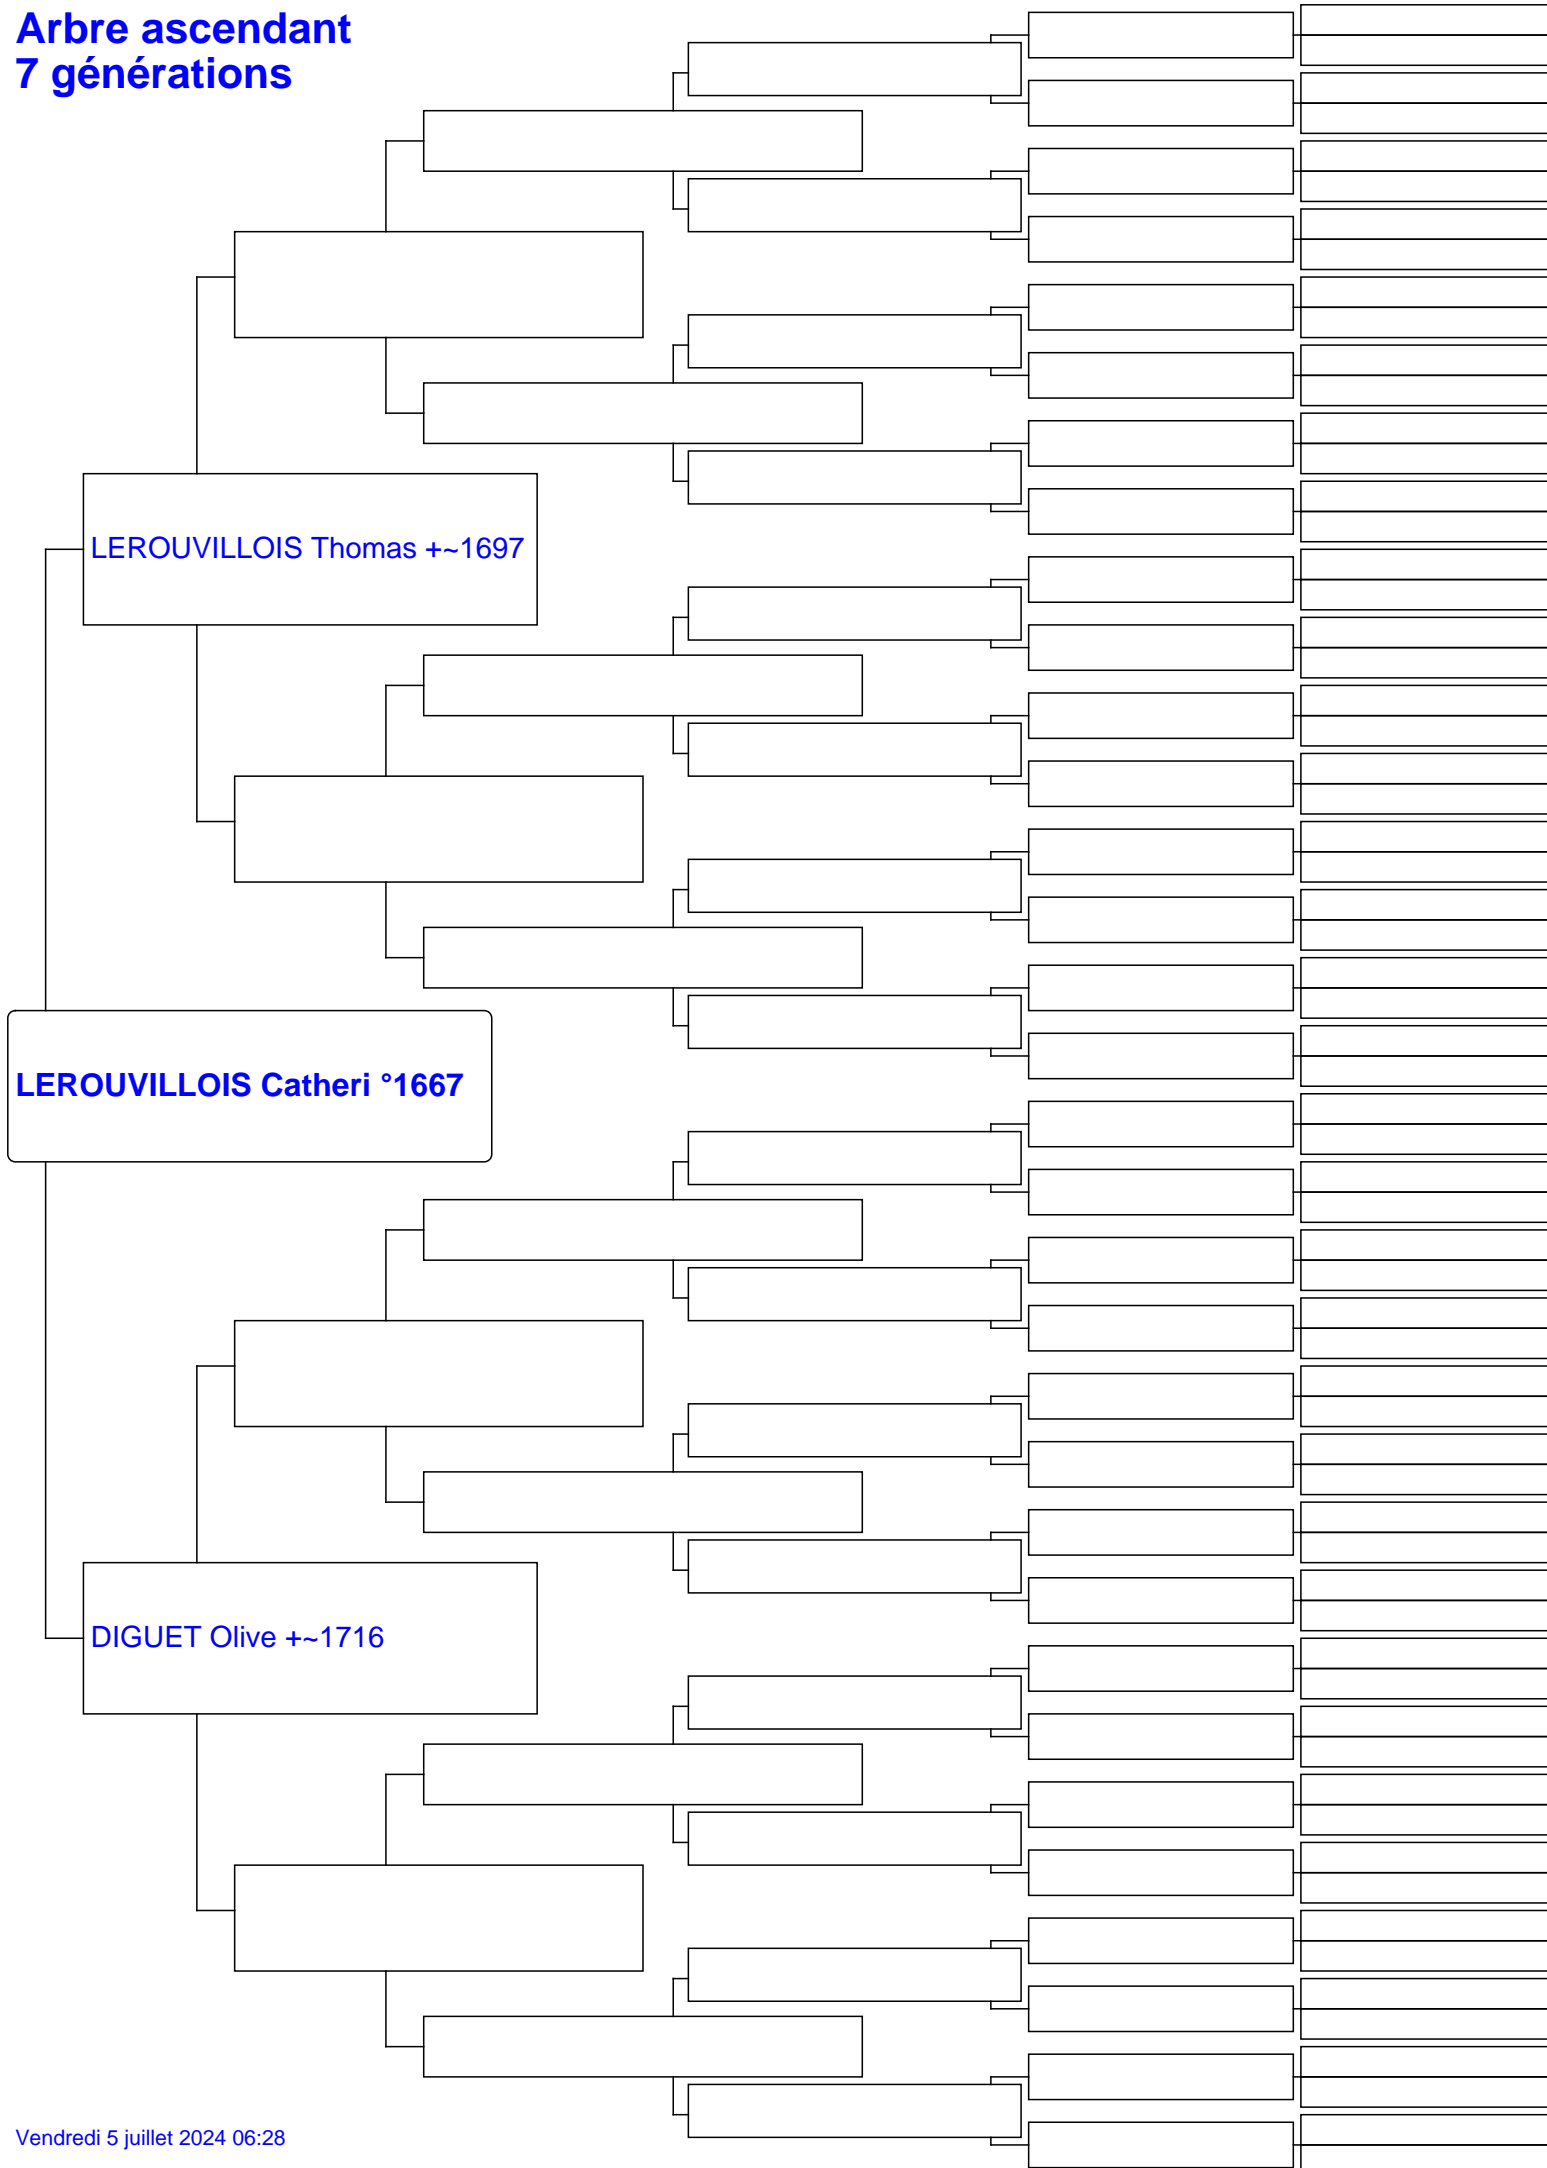 Arbre ascendant
7 générations
LEROUVILLOIS Thomas +~1697
LEROUVILLOIS Catheri °1667
DIGUET Olive +~1716
Vendredi 5 juillet 2024 06:28